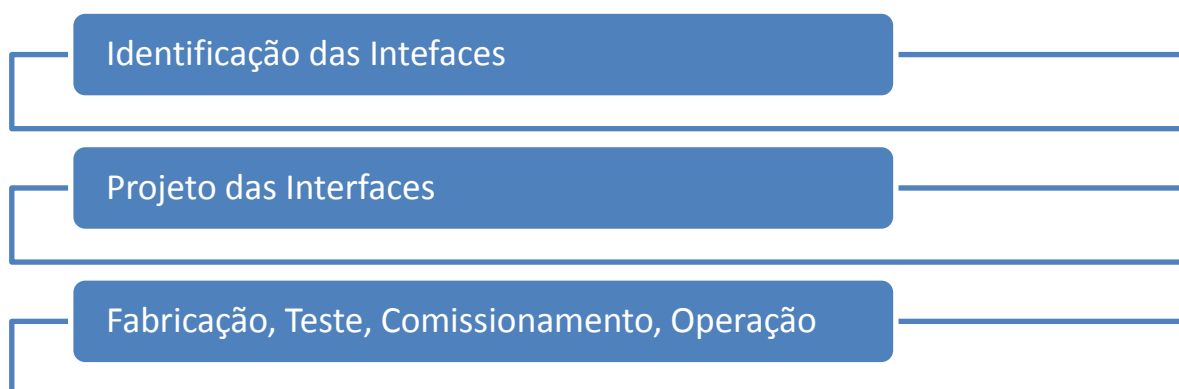 Identificação das Intefaces
Projeto das Interfaces
Fabricação, Teste, Comissionamento, Operação